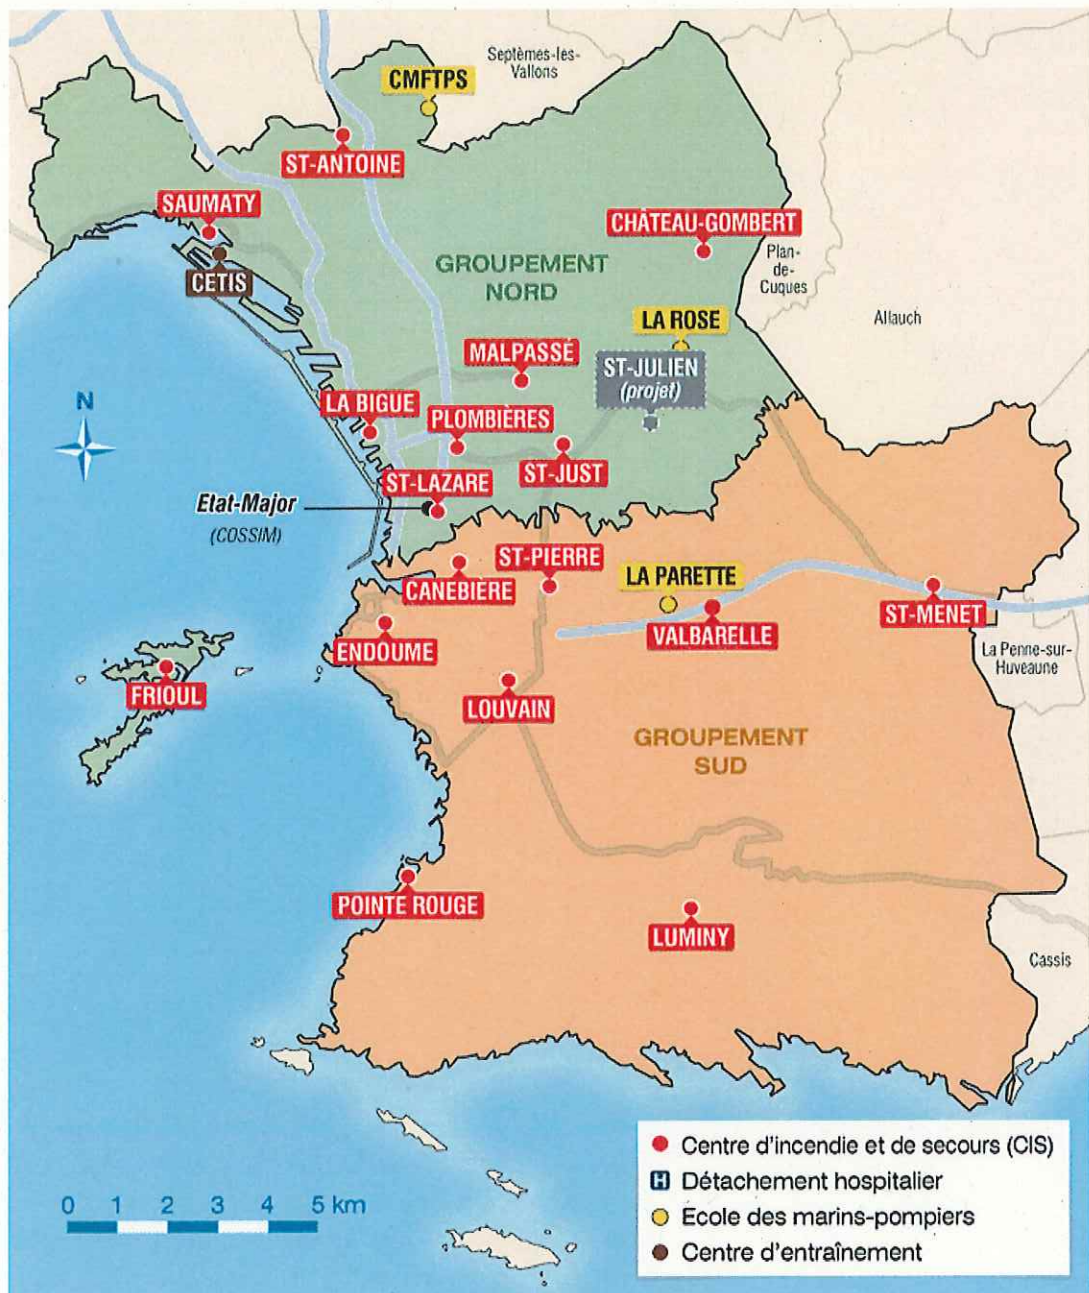 Septèmes-les-
Vallons
CMFTPS
ST-ANTOINE
SAUMATY
CHÂTEAU-GOMBERT
CETIS
GROUPEMENT
NORD
Plan-
de-
Cuques
LA ROSE
Allauch
MALPASSÉ
ST-JULIEN
(projet)
N
LA BIGUE
PLOMBIÈRES
ST-JUST
ST-LAZARE
Etat-Major
(COSSIM)
ST-PIERRE
CANEBIÈRE
LA PARETTE
ST-MENET
VALBARELLE
ENDOUME
La Penne-sur-
Huveaune
FRIOUL
LOUVAIN
GROUPEMENT
SUD
POINTE ROUGE
LUMINY
Cassis
Centre d'incendie et de secours (CIS)
H Détachement hospitalier
Ecole des marins-pompiers
Centre d'entraînement
0 1 2 3 4 5 km